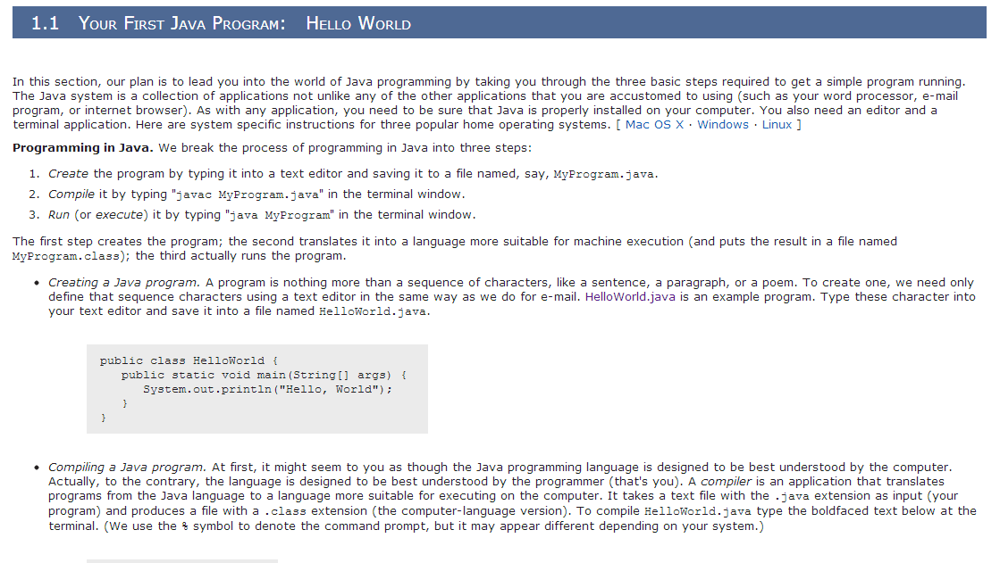 1.1 Your First Java Program: Hello World
In this section, our plan is to lead you into the world of Java programming by taking you through the three basic steps required to get a simple program running.
The Java system is a collection of applications not unlike any of the other applications that you are accustomed to using (such as your word processor, e-mail
program, or internet browser). As with any application, you need to be sure that Java is properly installed on your computer. You also need an editor and a
terminal application. Here are system specific instructions for three popular home operating systems. [ Mac OS X · Windows · Linux ]
Programming in Java. We break the process of programming in Java into three steps:
1. Create the program by typing it into a text editor and saving it to a file named, say, MyProgram.java.
2. Compile it by typing "javac MyProgram.java" in the terminal window.
3. Run (or execute) it by typing "java MyProgram" in the terminal window.
The first step creates the program; the second translates it into a language more suitable for machine execution (and puts the result in a file named
MyProgram.class); the third actually runs the program.
• Creating a Java program. A program is nothing more than a sequence of characters, like a sentence, a paragraph, or a poem. To create one, we need only
define that sequence characters using a text editor in the same way as we do for e-mail. HelloWorld.java is an example program. Type these character into
your text editor and save it into a file named HelloWorld.java.
public class HelloWorld {
public static void main(String[] args) {
System.out.println("Hello, World");
}
}
• Compiling a Java program. At first, it might seem to you as though the Java programming language is designed to be best understood by the computer.
Actually, to the contrary, the language is designed to be best understood by the programmer (that's you). A compiler is an application that translates
programs from the Java language to a language more suitable for executing on the computer. It takes a text file with the .java extension as input (your
program) and produces a file with a .class extension (the computer-language version). To compile HelloWorld.java type the boldfaced text below at the
terminal. (We use the % symbol to denote the command prompt, but it may appear different depending on your system.)